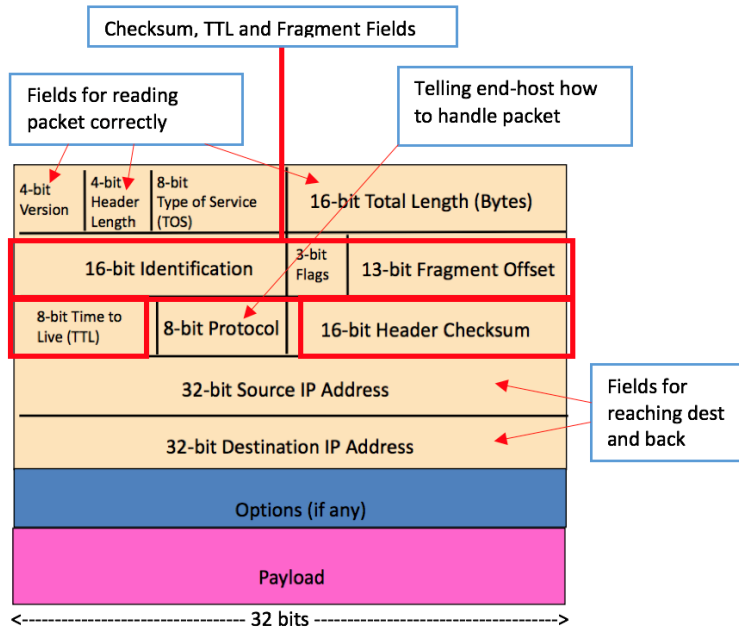 Checksum, TTL and Fragment Fields
Fields for reading
packet correctly
Telling end-host how
to handle packet
4-bit
Version
4-bit
Header
Length
8-bit
Type of Service
(TOS)
16-bit Total Length (Bytes)
16-bit Identification
3-bit
Flags
13-bit Fragment Offset
8-bit Time to
Live (TTL)
8-bit Protocol
16-bit Header Checksum
32-bit Source IP Address
Fields for
reaching dest
and back
32-bit Destination IP Address
Options (if any)
Payload
<----------------------- 32 bits ------------------------->